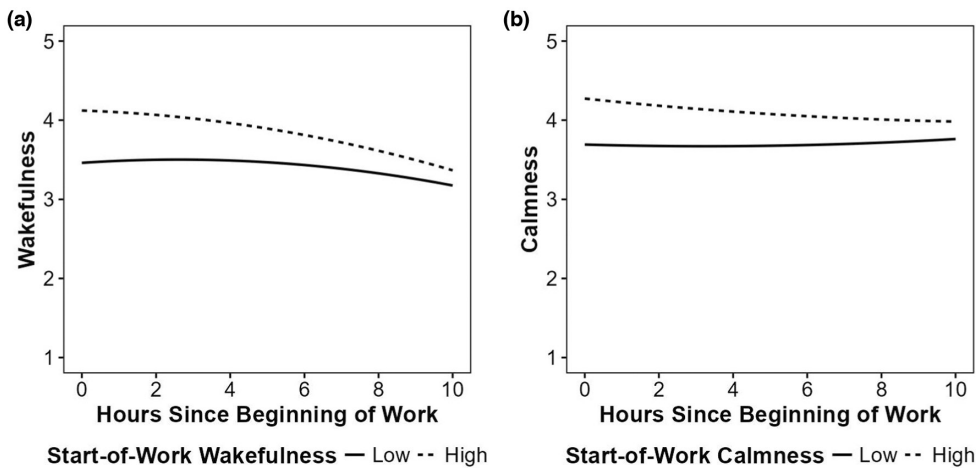 (a)
5
4
3
2
1
Wakefulness
0 2 4 6 8 10
Hours Since Beginning of Work
Start-of-Work Wakefulness Low High
(b)
5
4
3
2
1
Calmness
0 2 4 6 8 10
Hours Since Beginning of Work
Start-of-Work Calmness Low High